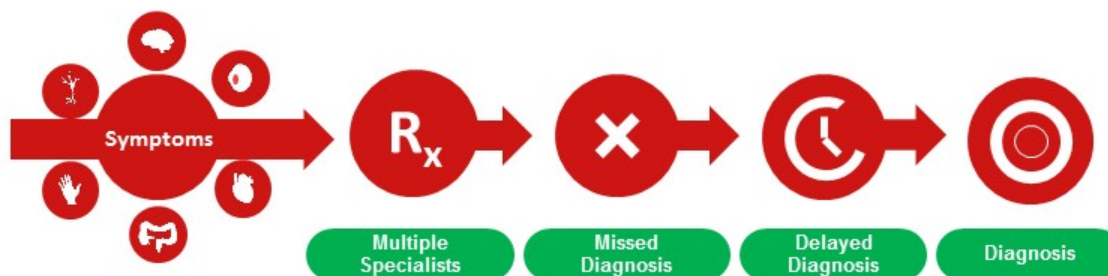 Symptoms
Rx
Multiple
Specialists
Missed
Diagnosis
Delayed
Diagnosis
Diagnosis